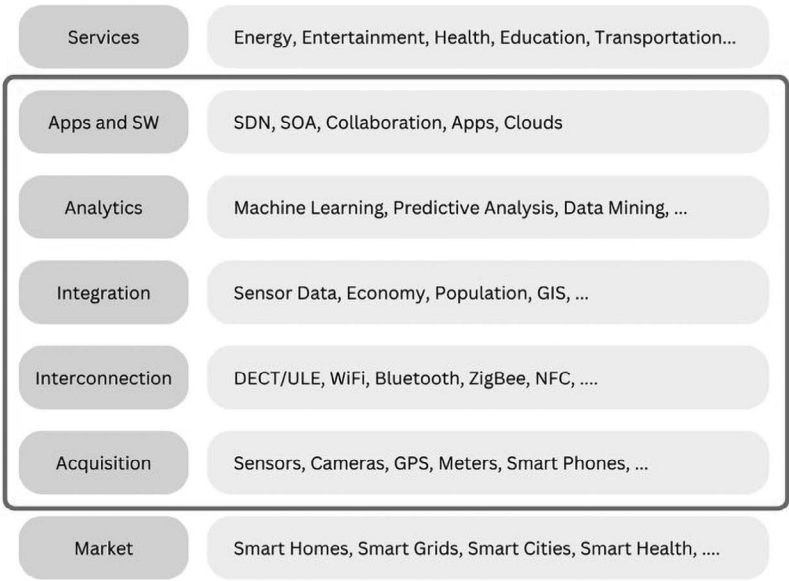 Services
Energy, Entertainment, Health, Education, Transportation...
Apps and SW
SDN, SOA, Collaboration, Apps, Clouds
Analytics
Machine Learning, Predictive Analysis, Data Mining, ...
Integration
Sensor Data, Economy, Population, GIS, ...
Interconnection
DECT/ULE, WiFi, Bluetooth, ZigBee, NFC, ....
Acquisition
Sensors, Cameras, GPS, Meters, Smart Phones, ...
Market
Smart Homes, Smart Grids, Smart Cities, Smart Health, ....